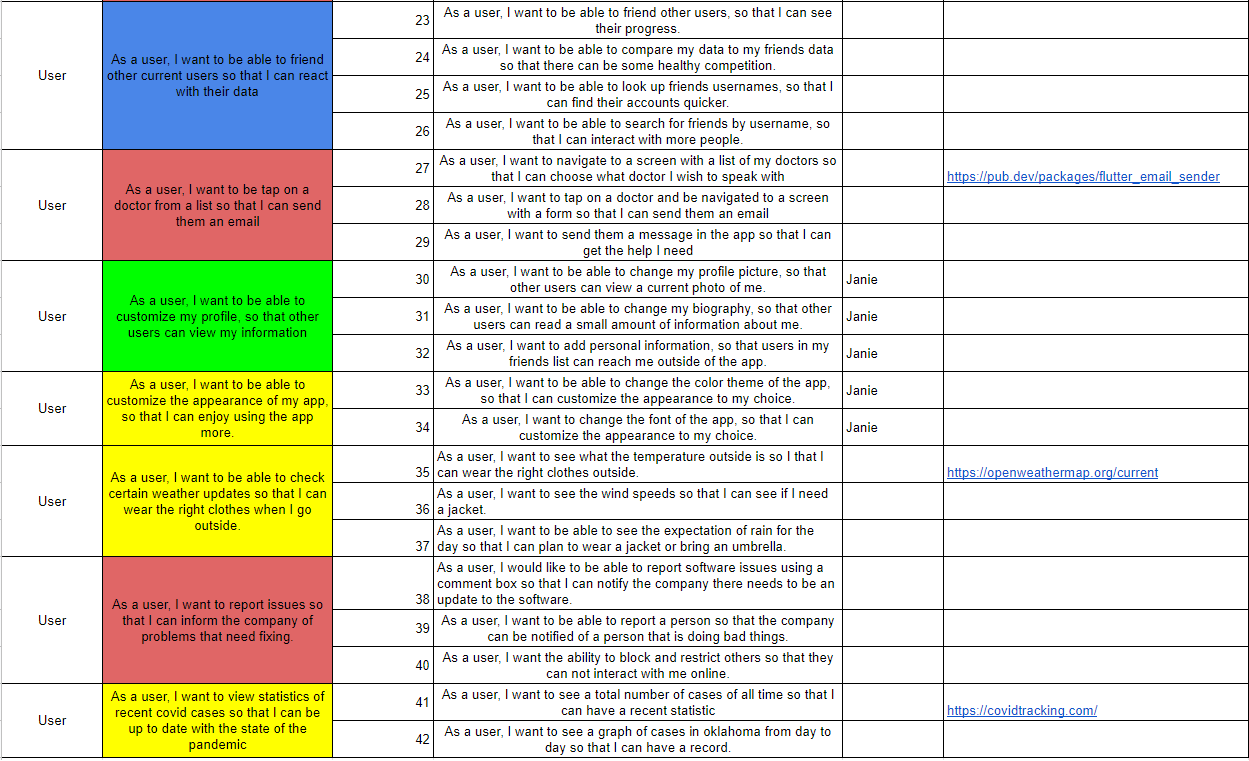 User
As a user, I want to be able to friend
other current users so that I can react
with their data
23
As a user, I want to be able to friend other users, so that I can see
their progress.
24
As a user, I want to be able to compare my data to my friends data
so that there can be some healthy competition.
25
As a user, I want to be able to look up friends usernames, so that I
can find their accounts quicker.
26
As a user, I want to be able to search for friends by username, so
that I can interact with more people.
User
As a user, I want to be tap on a
doctor from a list so that I can send
them an email
27
As a user, I want to navigate to a screen with a list of my doctors so
that I can choose what doctor I wish to speak with
https://pub.dev/packages/flutter_email_sender
28
As a user, I want to tap on a doctor and be navigated to a screen
with a form so that I can send them an email
29
As a user, I want to send them a message in the app so that I can
get the help I need
User
As a user, I want to be able to
customize my profile, so that other
users can view my information
30
As a user, I want to be able to change my profile picture, so that
other users can view a current photo of me.
Janie
31
As a user, I want to be able to change my biography, so that other
users can read a small amount of information about me.
Janie
32
As a user, I want to add personal information, so that users in my
friends list can reach me outside of the app.
Janie
User
As a user, I want to be able to
customize the appearance of my app,
so that I can enjoy using the app
more.
33
As a user, I want to be able to change the color theme of the app,
so that I can customize the appearance to my choice.
Janie
34
As a user, I want to change the font of the app, so that I can
customize the appearance to my choice.
Janie
User
As a user, I want to be able to check
certain weather updates so that I can
wear the right clothes when I go
outside.
35
As a user, I want to see what the temperature outside is so I that I
can wear the right clothes outside.
https://openweathermap.org/current
36
As a user, I want to see the wind speeds so that I can see if I need
a jacket.
37
As a user, I want to be able to see the expectation of rain for the
day so that I can plan to wear a jacket or bring an umbrella.
User
As a user, I want to report issues so
that I can inform the company of
problems that need fixing.
38
As a user, I would like to be able to report software issues using a
comment box so that I can notify the company there needs to be an
update to the software.
39
As a user, I want to be able to report a person so that the company
can be notified of a person that is doing bad things.
40
As a user, I want the ability to block and restrict others so that they
can not interact with me online.
User
As a user, I want to view statistics of
recent covid cases so that I can be
up to date with the state of the
pandemic
41
As a user, I want to see a total number of cases of all time so that I
can have a recent statistic
https://covidtracking.com/
42
As a user, I want to see a graph of cases in oklahoma from day to
day so that I can have a record.